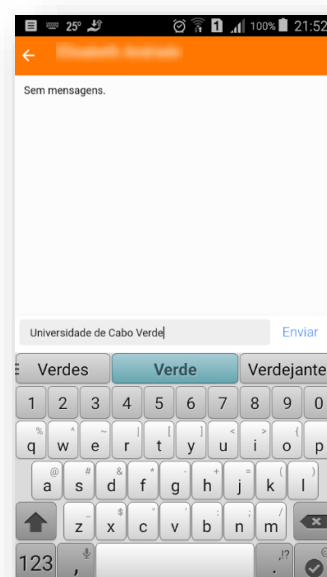 25° 1 100% 21:52
Sem mensagens.
Universidade de Cabo Verde Enviar
Verdes Verde Verdejante
1 2 3 4 5 6 7 8 9 0
% ^ ~ | [ ] < > { }
q w e r t y u i o p
@ # & * - + = ( )
a s d f g h j k l
_ $ " ' : ; /
z x c v b n m
123 , . ,!?